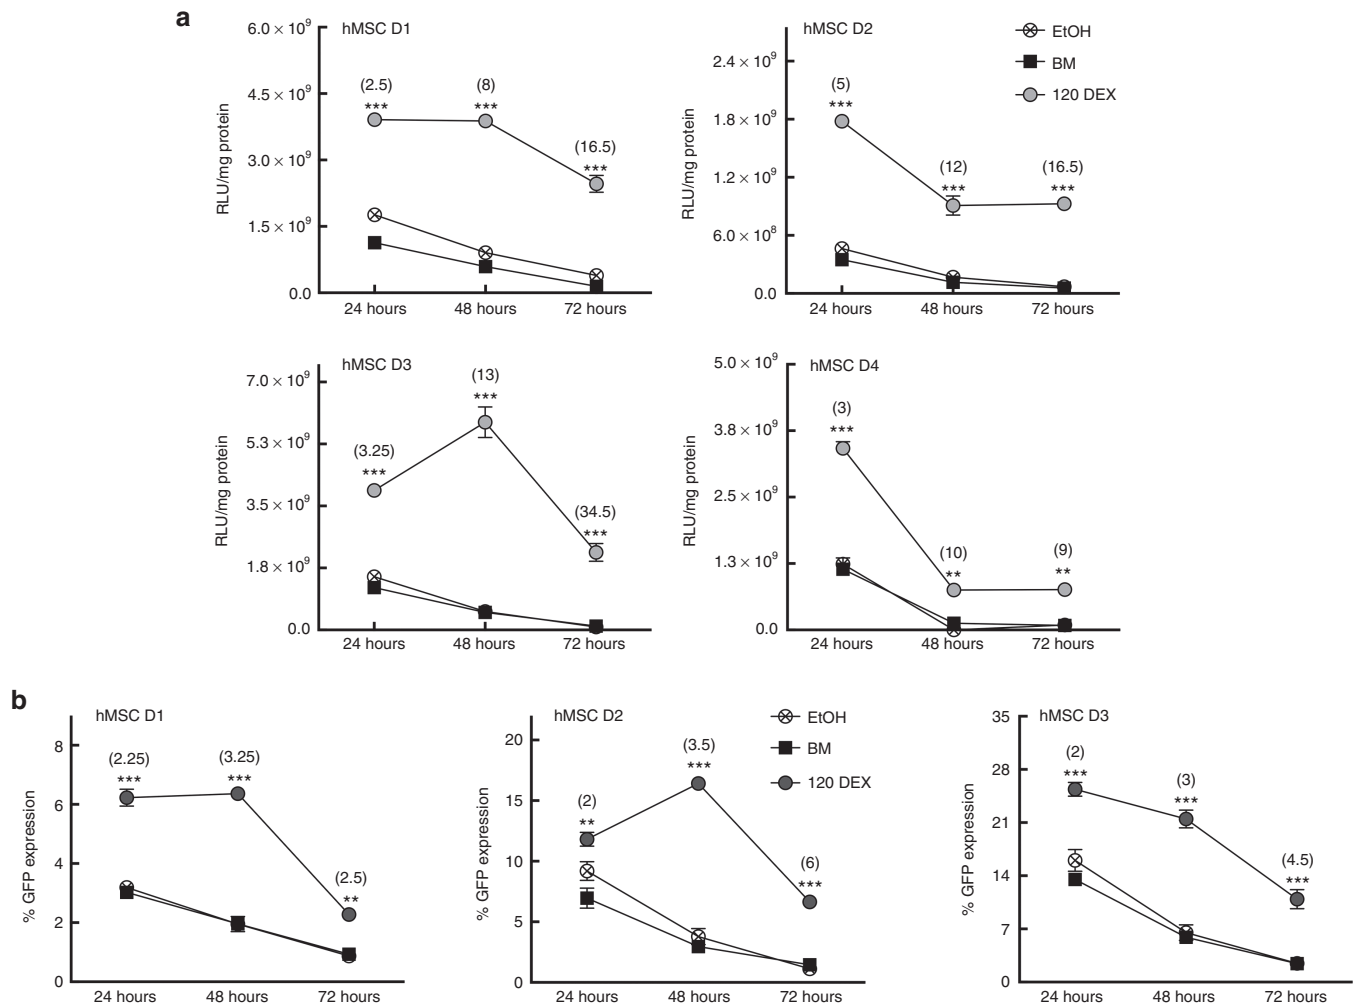 a
hMSC D1
RLU/mg protein
6.0 × 10⁹
4.5 × 10⁹
3.0 × 10⁹
1.5 × 10⁹
0.0
(2.5)
***
(8)
***
(16.5)
***
24 hours
48 hours
72 hours
hMSC D2
EtOH
BM
120 DEX
RLU/mg protein
2.4 × 10⁹
1.8 × 10⁹
1.2 × 10⁹
6.0 × 10⁸
0.0
(5)
***
(12)
***
(16.5)
***
24 hours
48 hours
72 hours
hMSC D3
RLU/mg protein
7.0 × 10⁹
5.3 × 10⁹
3.5 × 10⁹
1.8 × 10⁹
0.0
(3.25)
***
(13)
***
(34.5)
***
24 hours
48 hours
72 hours
hMSC D4
RLU/mg protein
5.0 × 10⁹
3.8 × 10⁹
2.5 × 10⁹
1.3 × 10⁹
0.0
(3)
***
(10)
**
(9)
**
24 hours
48 hours
72 hours
b
hMSC D1
% GFP expression
8
6
4
2
0
(2.25)
***
(3.25)
***
(2.5)
**
24 hours
48 hours
72 hours
hMSC D2
EtOH
BM
120 DEX
% GFP expression
20
15
10
5
0
(2)
**
(3.5)
***
(6)
***
24 hours
48 hours
72 hours
hMSC D3
% GFP expression
35
28
21
14
7
0
(2)
***
(3)
***
(4.5)
***
24 hours
48 hours
72 hours